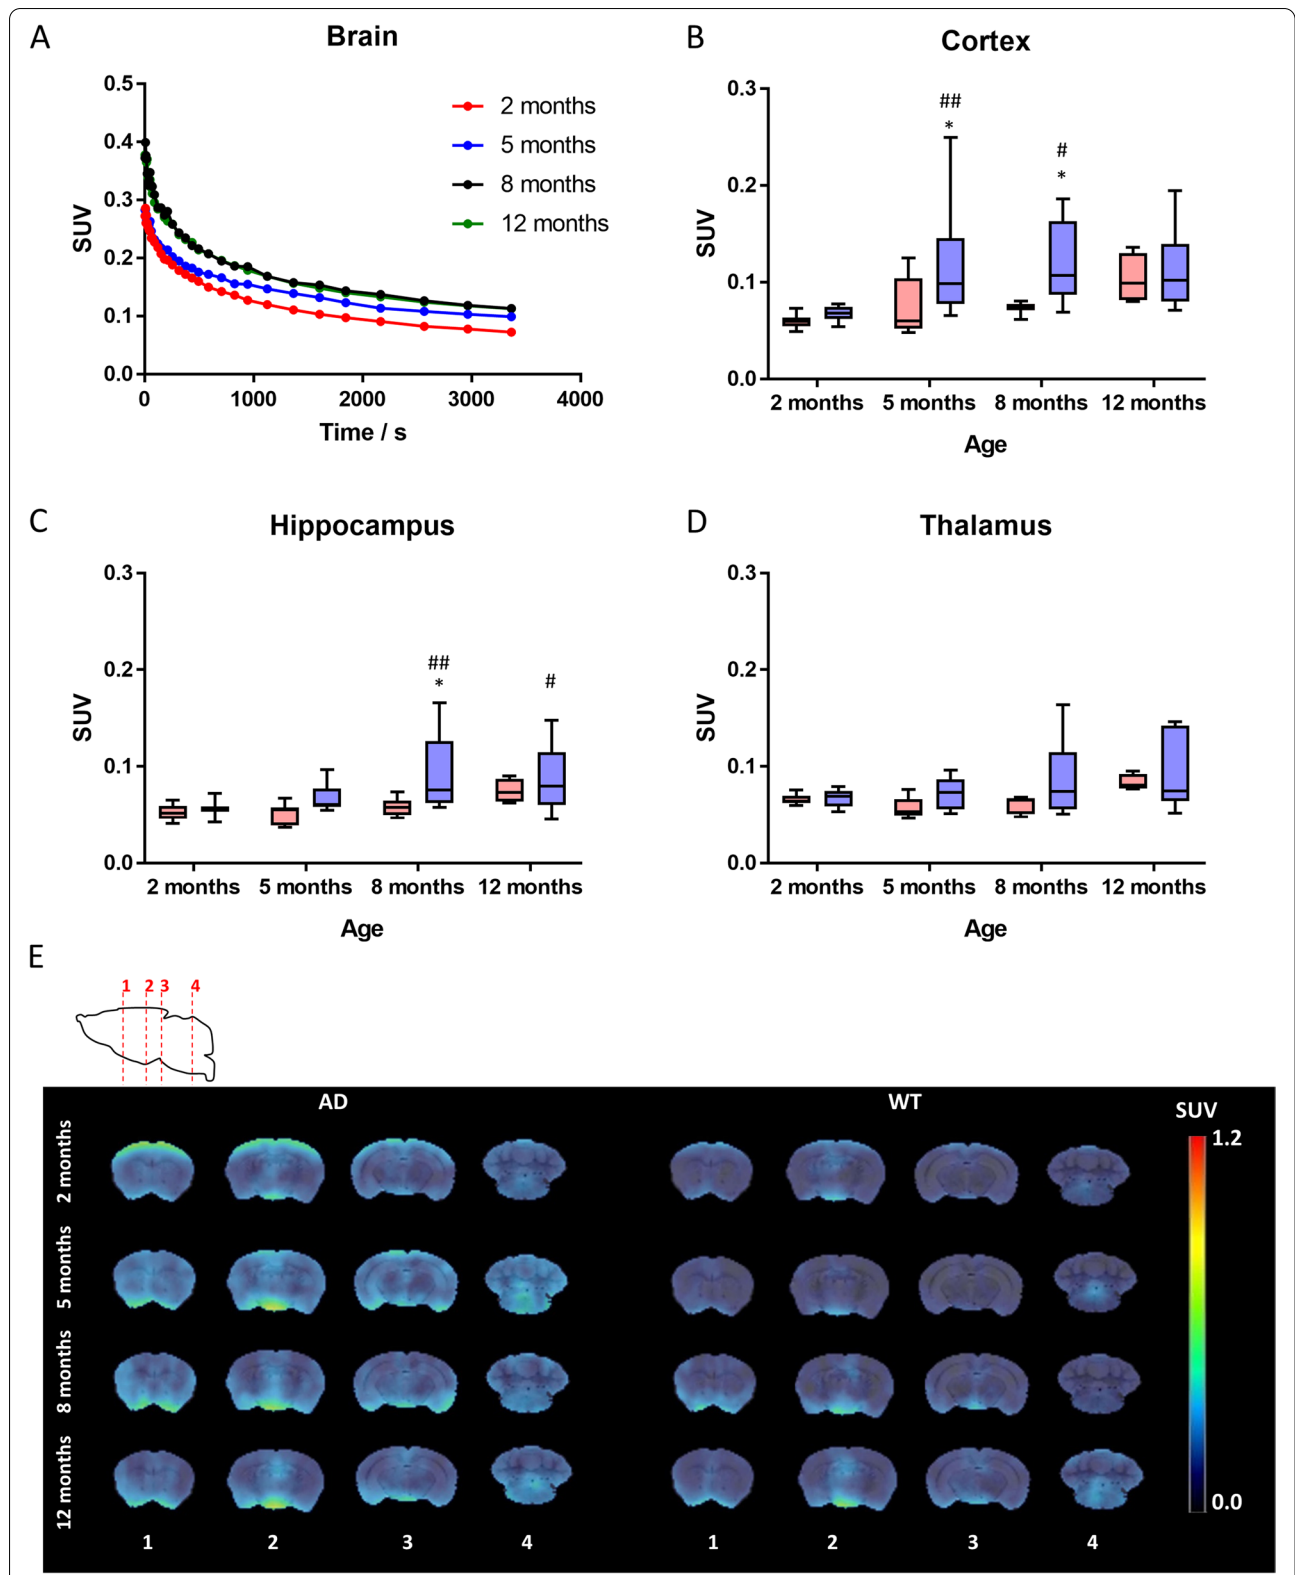 A
Brain
0.5
0.4
0.3
0.2
0.1
0.0
SUV
0
1000
2000
3000
4000
Time / s
2 months
5 months
8 months
12 months
B
Cortex
0.3
0.2
0.1
0.0
SUV
##
*
#
*
2 months
5 months
8 months
12 months
Age
C
Hippocampus
0.3
0.2
0.1
0.0
SUV
##
*
#
2 months
5 months
8 months
12 months
Age
D
Thalamus
0.3
0.2
0.1
0.0
SUV
2 months
5 months
8 months
12 months
Age
E
1
2
3
4
AD
WT
SUV
1.2
0.0
2 months
5 months
8 months
12 months
1
2
3
4
1
2
3
4